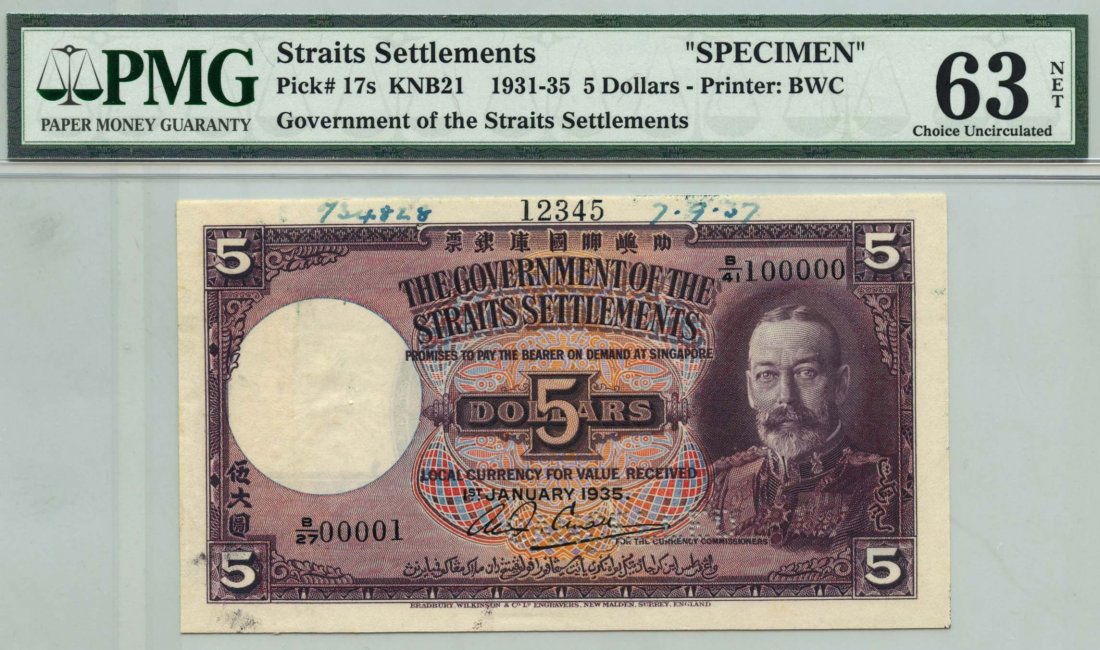 PMG
PAPER MONEY GUARANTY
Straits Settlements "SPECIMEN"
Pick# 17s KNB21 1931-35 5 Dollars - Printer: BWC
Government of the Straits Settlements
63 NET
Choice Uncirculated
734828 12345 7.9.37
叻嶼呷國庫銀票
5 5
B/41 100000
THE GOVERNMENT OF THE
STRAITS SETTLEMENTS
PROMISES TO PAY THE BEARER ON DEMAND AT SINGAPORE
5
DOLLARS
LOCAL CURRENCY FOR VALUE RECEIVED
1ST JANUARY 1935.
伍大圓
B/27 00001
FOR THE CURRENCY COMMISSIONERS
5 5
BRADBURY WILKINSON & Co Ld ENGRAVERS, NEW MALDEN, SURREY, ENGLAND